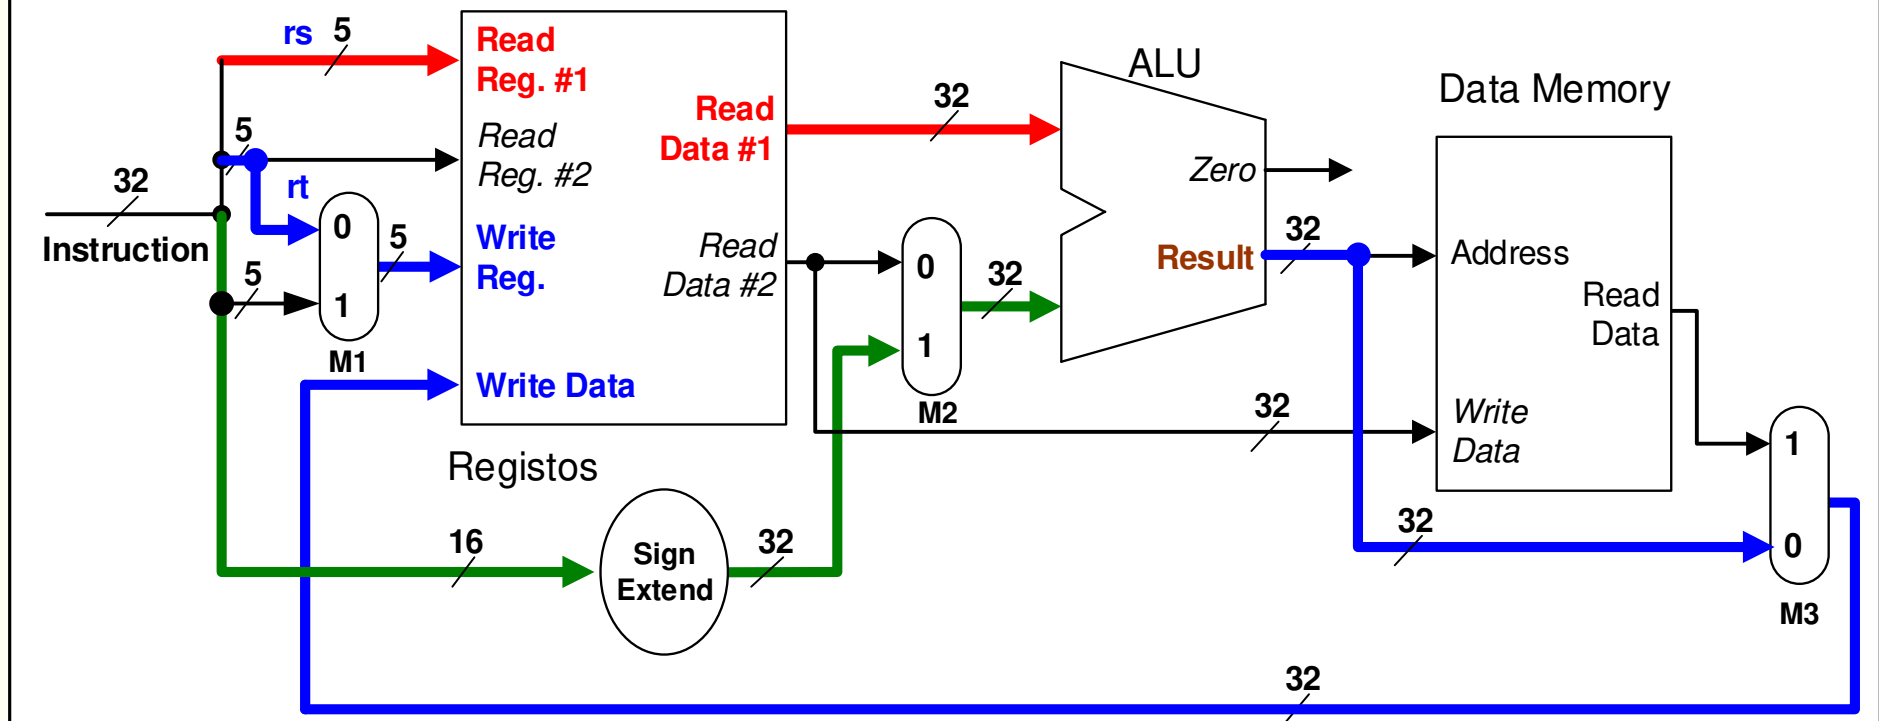 rs 5
Read
Reg. #1
ALU
Data Memory
Read
Data #1
32
5
Read
Reg. #2
Zero
32
rt
Instruction
0
1
M1
5
5
Write
Reg.
Read
Data #2
0
1
M2
32
Result
32
Address
Read
Data
Write Data
32
Write
Data
1
0
M3
Registos
16
Sign
Extend
32
32
32